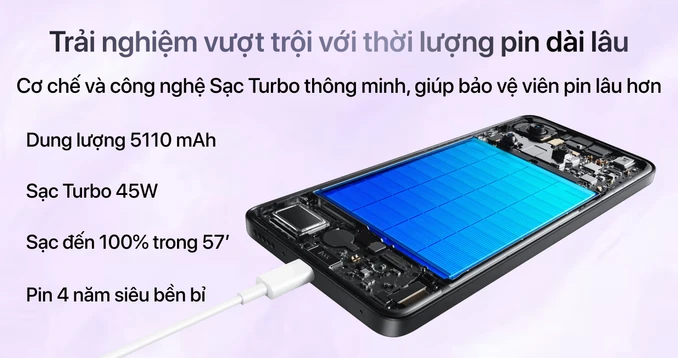 Trải nghiệm vượt trội với thời lượng pin dài lâu
Cơ chế và công nghệ Sạc Turbo thông minh, giúp bảo vệ viên pin lâu hơn
Dung lượng 5110 mAh
Sạc Turbo 45W
Sạc đến 100% trong 57’
Pin 4 năm siêu bền bỉ